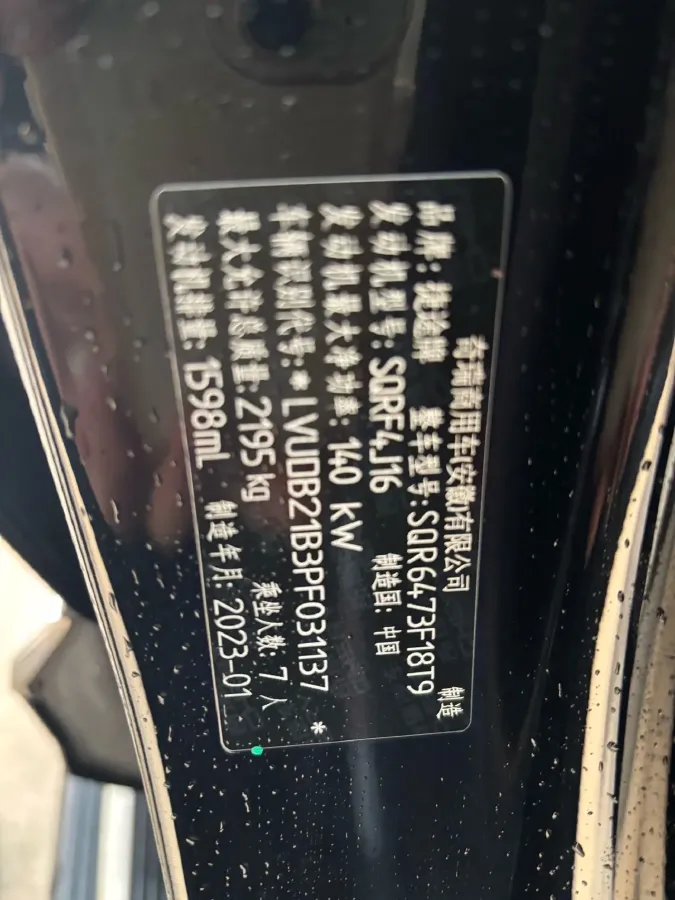 奇瑞商用车(安徽)有限公司 制造
品牌: 捷途牌 整车型号:SQR6473F18T9
发动机型号: SQRF4J16 制造国: 中国
发动机最大净功率: 140 kW
车辆识别代号:* LVUDB21B3PF031137 *
最大允许总质量: 2195 kg 乘坐人数: 7 人
发动机排量: 1598mL 制造年月: 2023-01